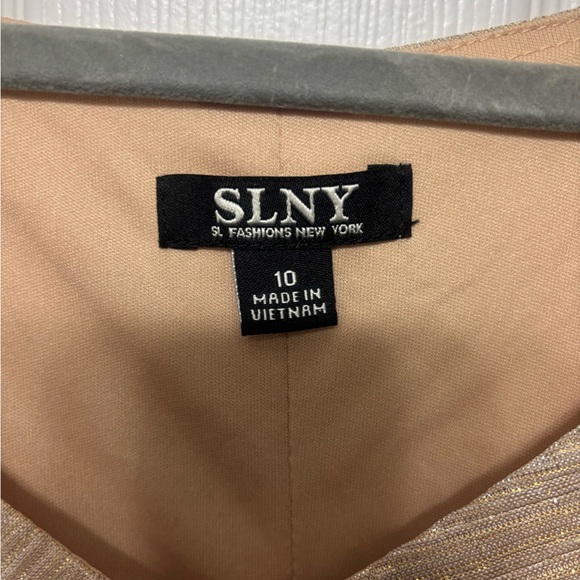 SLNY
SL FASHIONS NEW YORK
10
MADE IN
VIETNAM